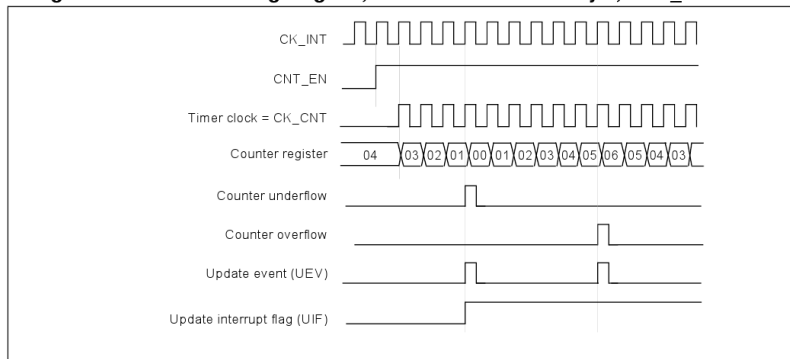 CK_INT
CNT_EN
Timer clock = CK_CNT
Counter register 04 03 02 01 00 01 02 03 04 05 06 05 04 03
Counter underflow
Counter overflow
Update event (UEV)
Update interrupt flag (UIF)